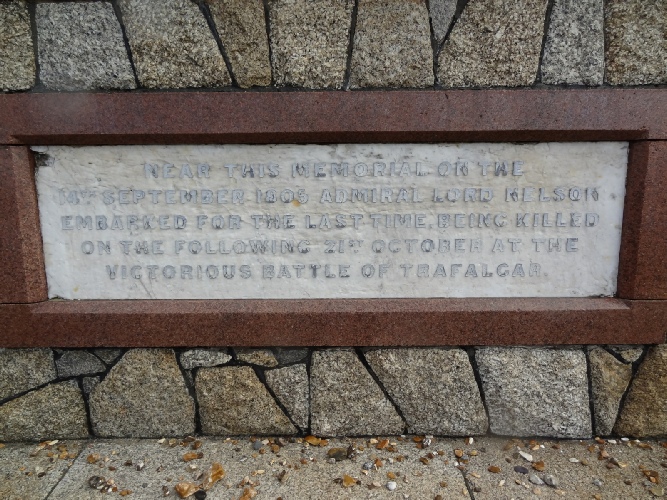 NEAR THIS MEMORIAL ON THE
14TH SEPTEMBER 1805 ADMIRAL LORD NELSON
EMBARKED FOR THE LAST TIME, BEING KILLED
ON THE FOLLOWING 21ST OCTOBER AT THE
VICTORIOUS BATTLE OF TRAFALGAR.